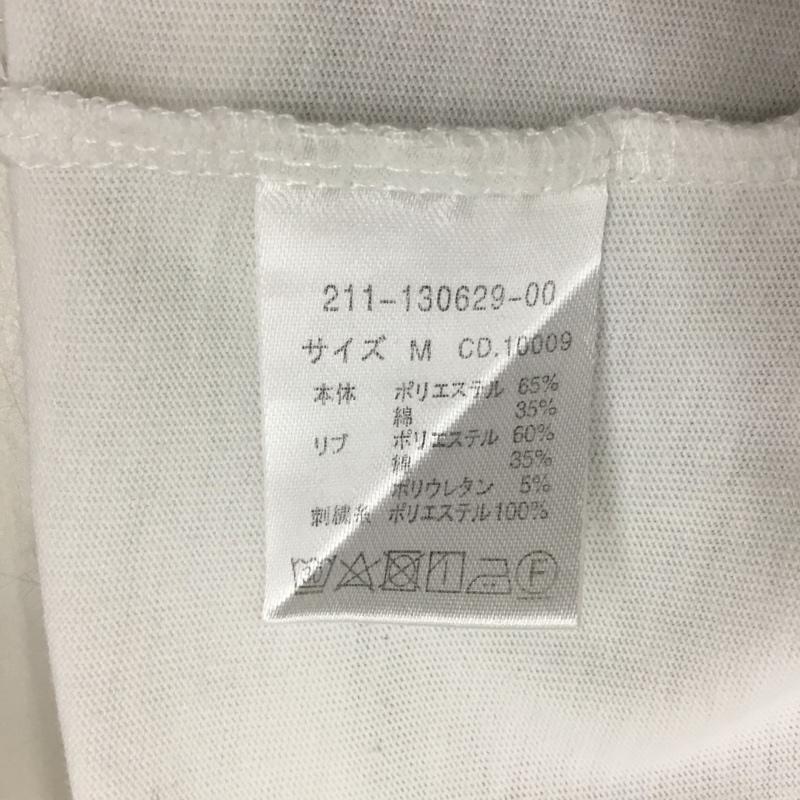 211-130629-00
サイズ M CD.10009
本体 ポリエステル 65%
綿 35%
リブ ポリエステル 60%
綿 35%
ポリウレタン 5%
刺繍糸 ポリエステル100%
30 F